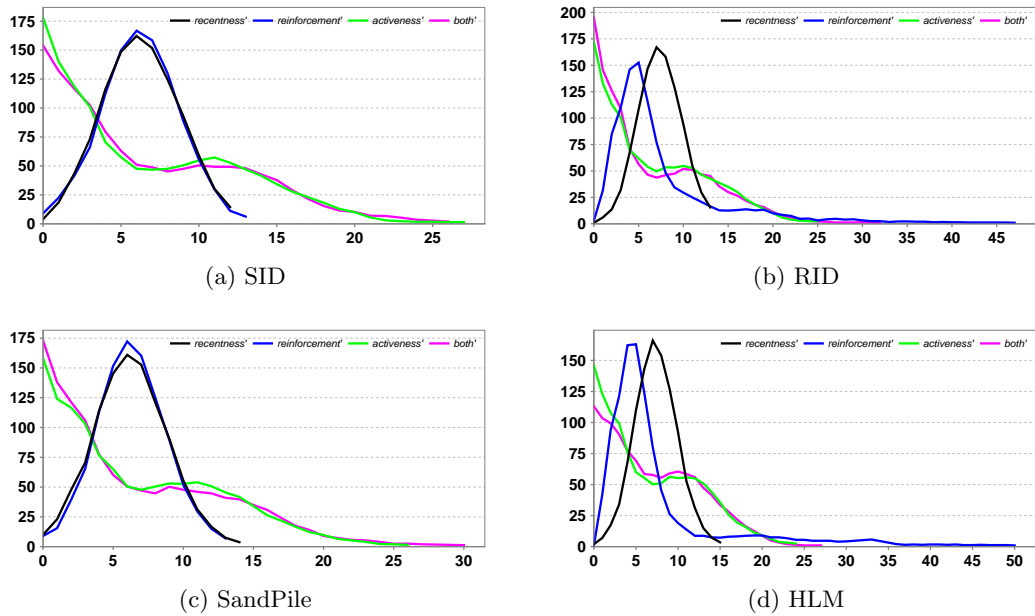 recentness' reinforcement' activeness' both'
175
150
125
100
75
50
25
0
0 5 10 15 20 25
(a) SID
recentness' reinforcement' activeness' both'
200
175
150
125
100
75
50
25
0
0 5 10 15 20 25 30 35 40 45
(b) RID
recentness' reinforcement' activeness' both'
175
150
125
100
75
50
25
0
0 5 10 15 20 25 30
(c) SandPile
recentness' reinforcement' activeness' both'
150
125
100
75
50
25
0
0 5 10 15 20 25 30 35 40 45 50
(d) HLM